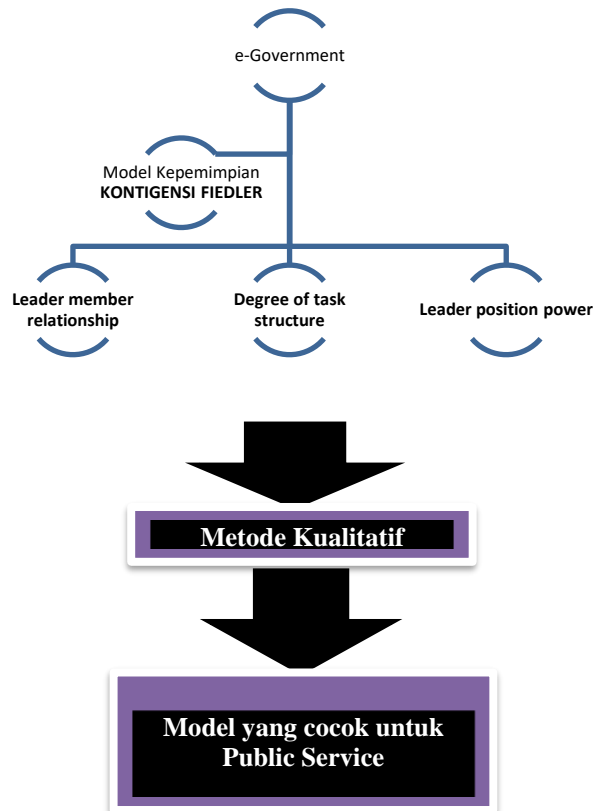 e-Government
Model Kepemimpian
KONTIGENSI FIEDLER
Leader member
relationship
Degree of task
structure
Leader position power
Metode Kualitatif
Model yang cocok untuk
Public Service